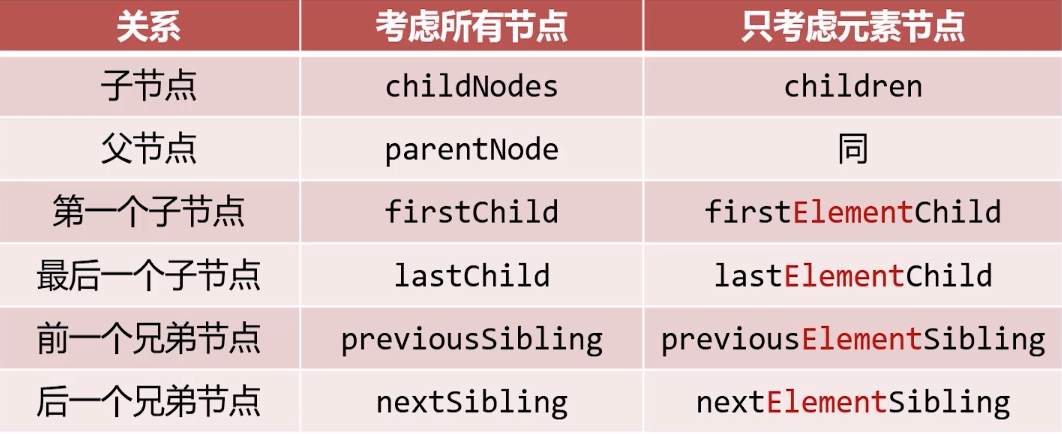 关系 考虑所有节点 只考虑元素节点
子节点 childNodes children
父节点 parentNode 同
第一个子节点 firstChild firstElementChild
最后一个子节点 lastChild lastElementChild
前一个兄弟节点 previousSibling previousElementSibling
后一个兄弟节点 nextSibling nextElementSibling